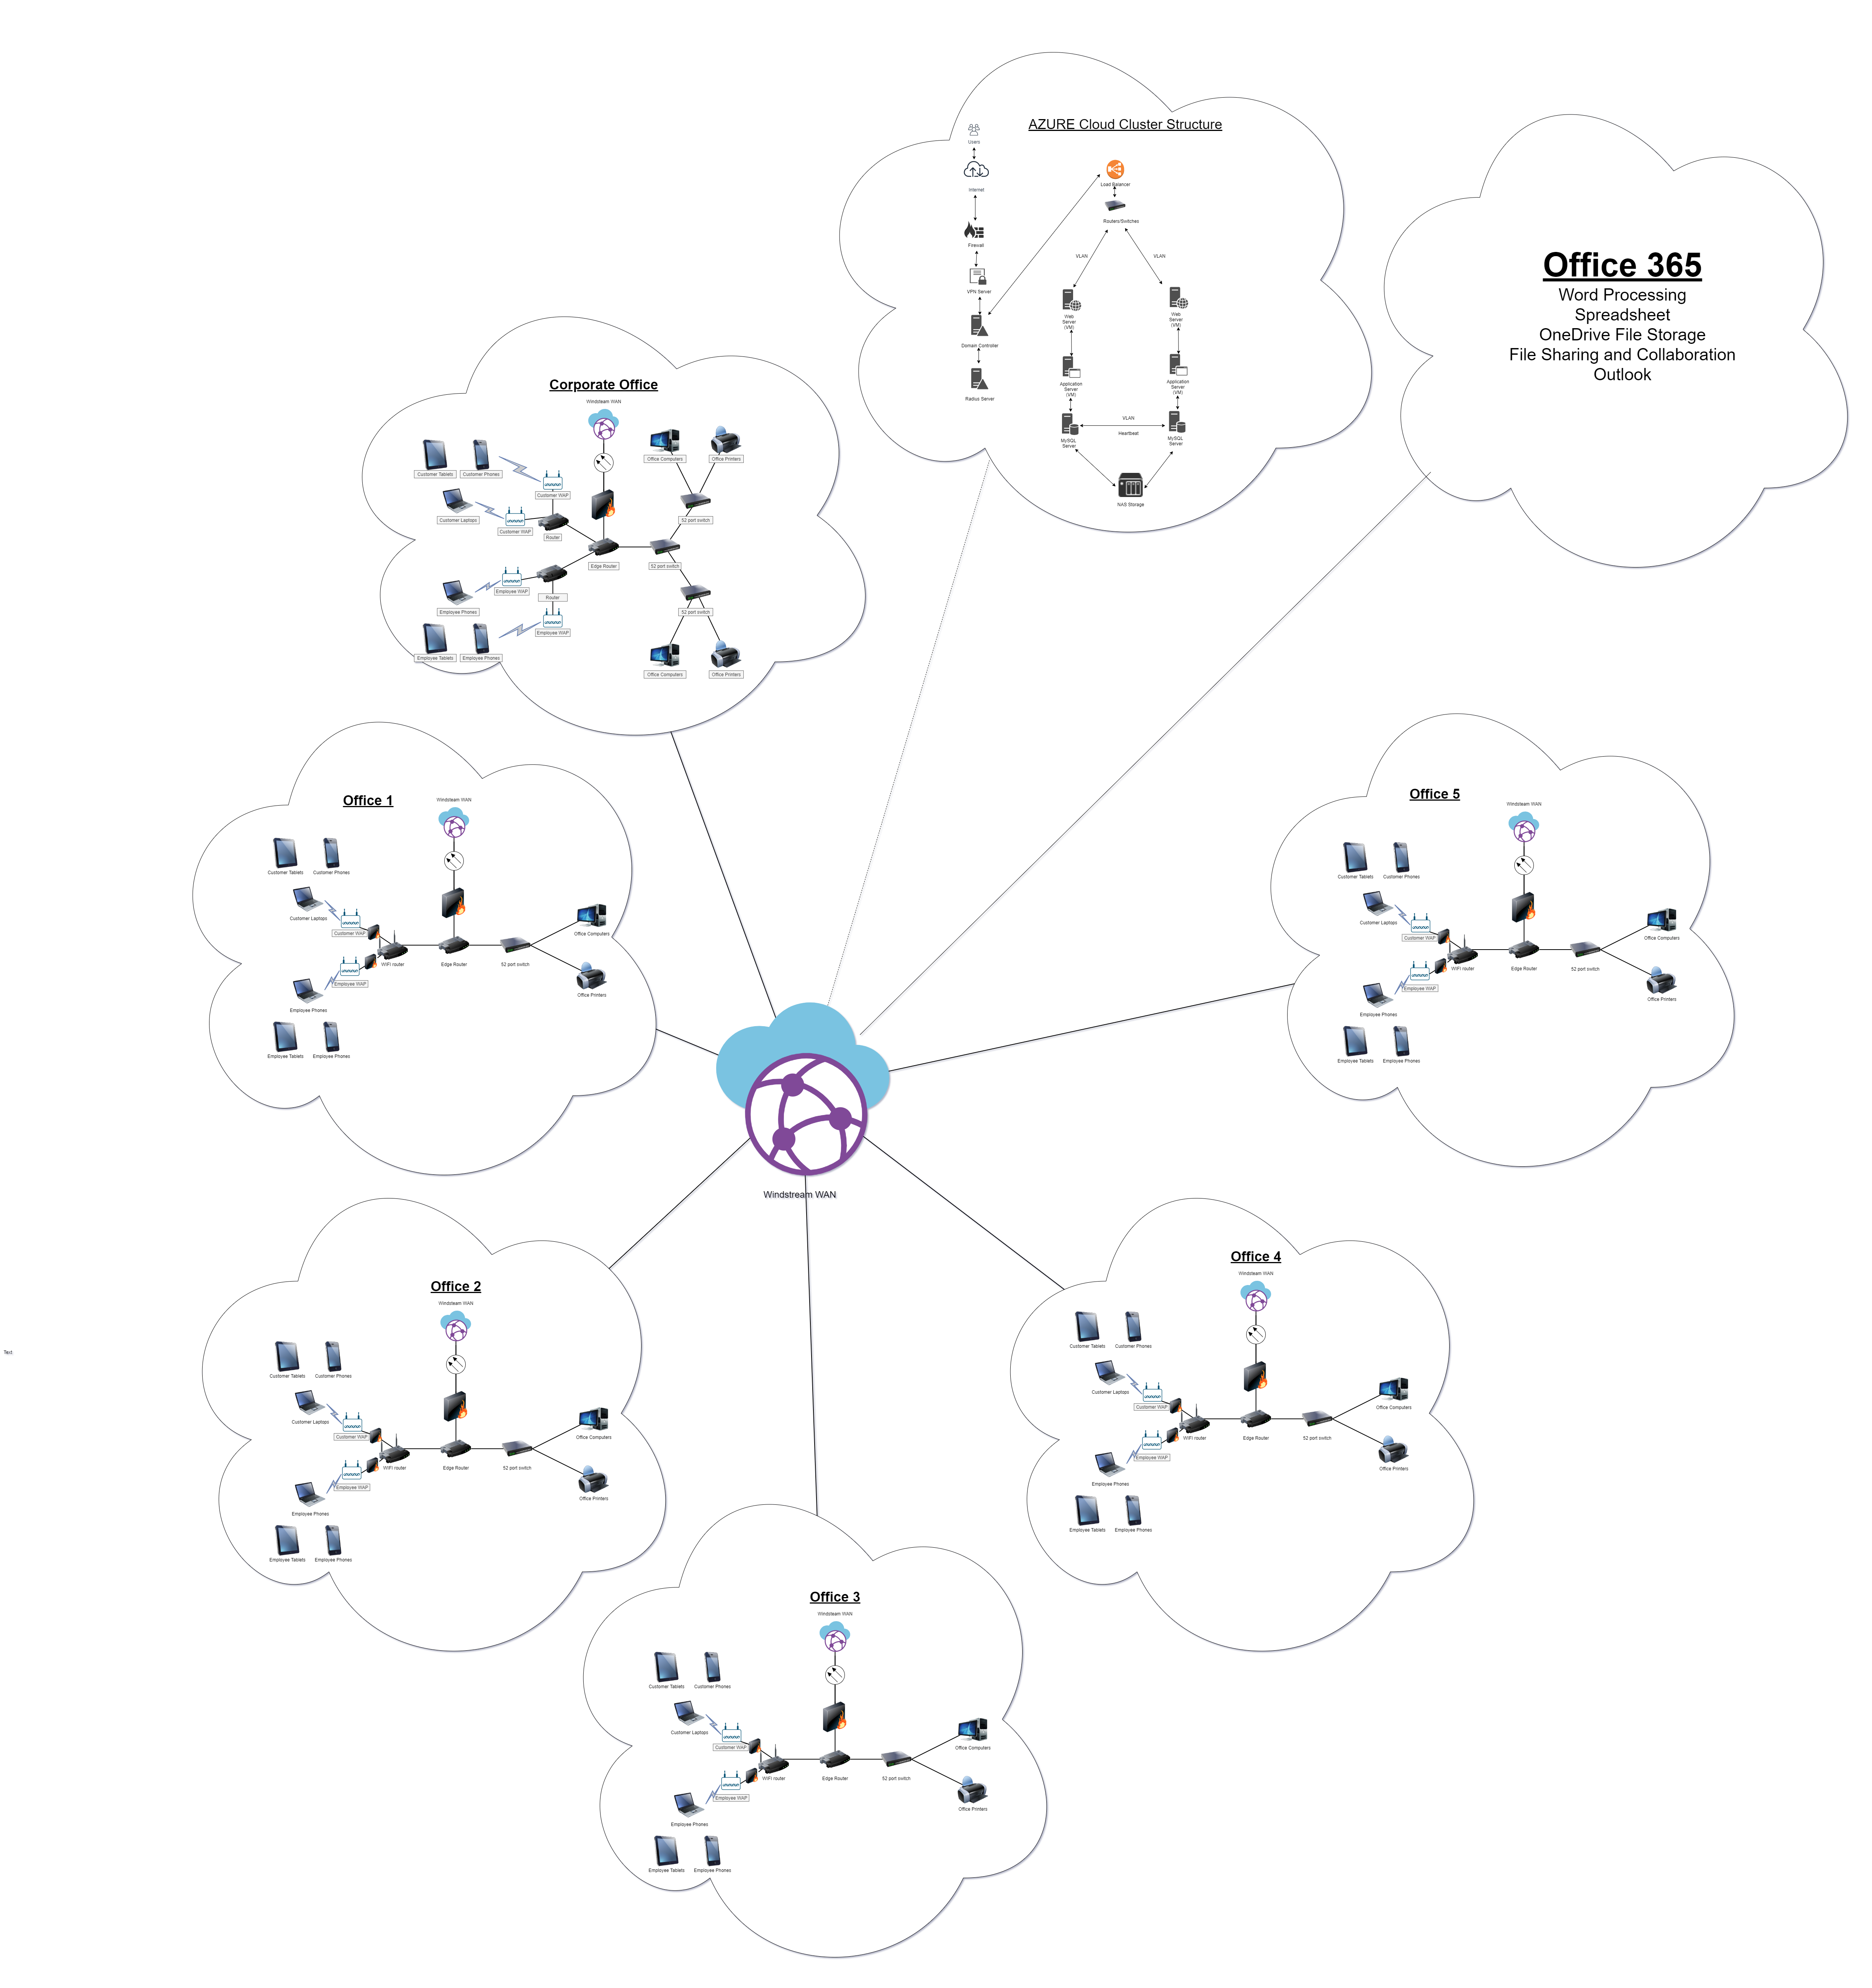 AZURE Cloud Cluster Structure
Users
Internet
Firewall
VPN Server
Domain Controller
Radius Server
Load Balancer
Routers/Switches
VLAN
VLAN
Web
Server
(VM)
Web
Server
(VM)
Application
Server
(VM)
Application
Server
(VM)
MySQL
Server
VLAN
Heartbeat
MySQL
Server
NAS Storage
Office 365
Word Processing
Spreadsheet
OneDrive File Storage
File Sharing and Collaboration
Outlook
Corporate Office
Windstream WAN
Customer Tablets
Customer Phones
Customer WAP
Customer Laptops
Customer WAP
Router
Edge Router
Office Computers
Office Printers
52 port switch
52 port switch
52 port switch
Employee WAP
Employee Phones
Router
Employee WAP
Employee Tablets
Employee Phones
Office Computers
Office Printers
Office 1
Windstream WAN
Customer Tablets
Customer Phones
Customer Laptops
Customer WAP
WiFi router
Edge Router
52 port switch
Office Computers
Office Printers
Employee WAP
Employee Phones
Employee Tablets
Employee Phones
Office 5
Windstream WAN
Customer Tablets
Customer Phones
Customer Laptops
Customer WAP
WiFi router
Edge Router
52 port switch
Office Computers
Office Printers
Employee WAP
Employee Phones
Employee Tablets
Employee Phones
Windstream WAN
Office 2
Windstream WAN
Customer Tablets
Customer Phones
Customer Laptops
Customer WAP
WiFi router
Edge Router
52 port switch
Office Computers
Office Printers
Employee WAP
Employee Phones
Employee Tablets
Employee Phones
Text
Office 4
Windstream WAN
Customer Tablets
Customer Phones
Customer Laptops
Customer WAP
WiFi router
Edge Router
52 port switch
Office Computers
Office Printers
Employee WAP
Employee Phones
Employee Tablets
Employee Phones
Office 3
Windstream WAN
Customer Tablets
Customer Phones
Customer Laptops
Customer WAP
WiFi router
Edge Router
52 port switch
Office Computers
Office Printers
Employee WAP
Employee Phones
Employee Tablets
Employee Phones